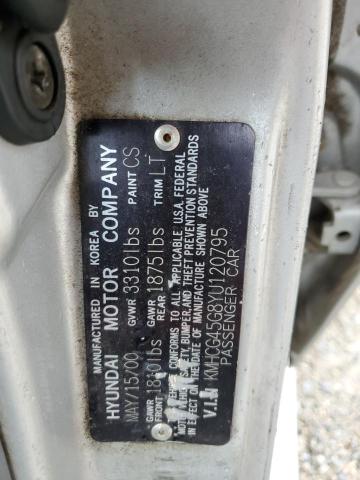 MANUFACTURED IN KOREA BY
HYUNDAI MOTOR COMPANY
MAY/15/00 GVWR 3310lbs PAINT CS
GAWR FRONT 1810lbs GAWR REAR 1875lbs TRIM LT
CONFORMS TO ALL APPLICABLE U.S.A. FEDERAL
MOTOR VEHICLE SAFETY, BUMPER, AND THEFT PREVENTION STANDARDS
IN EFFECT ON THE DATE OF MANUFACTURE SHOWN ABOVE
V.I.N KMHCG45G8YU120795
PASSENGER CAR